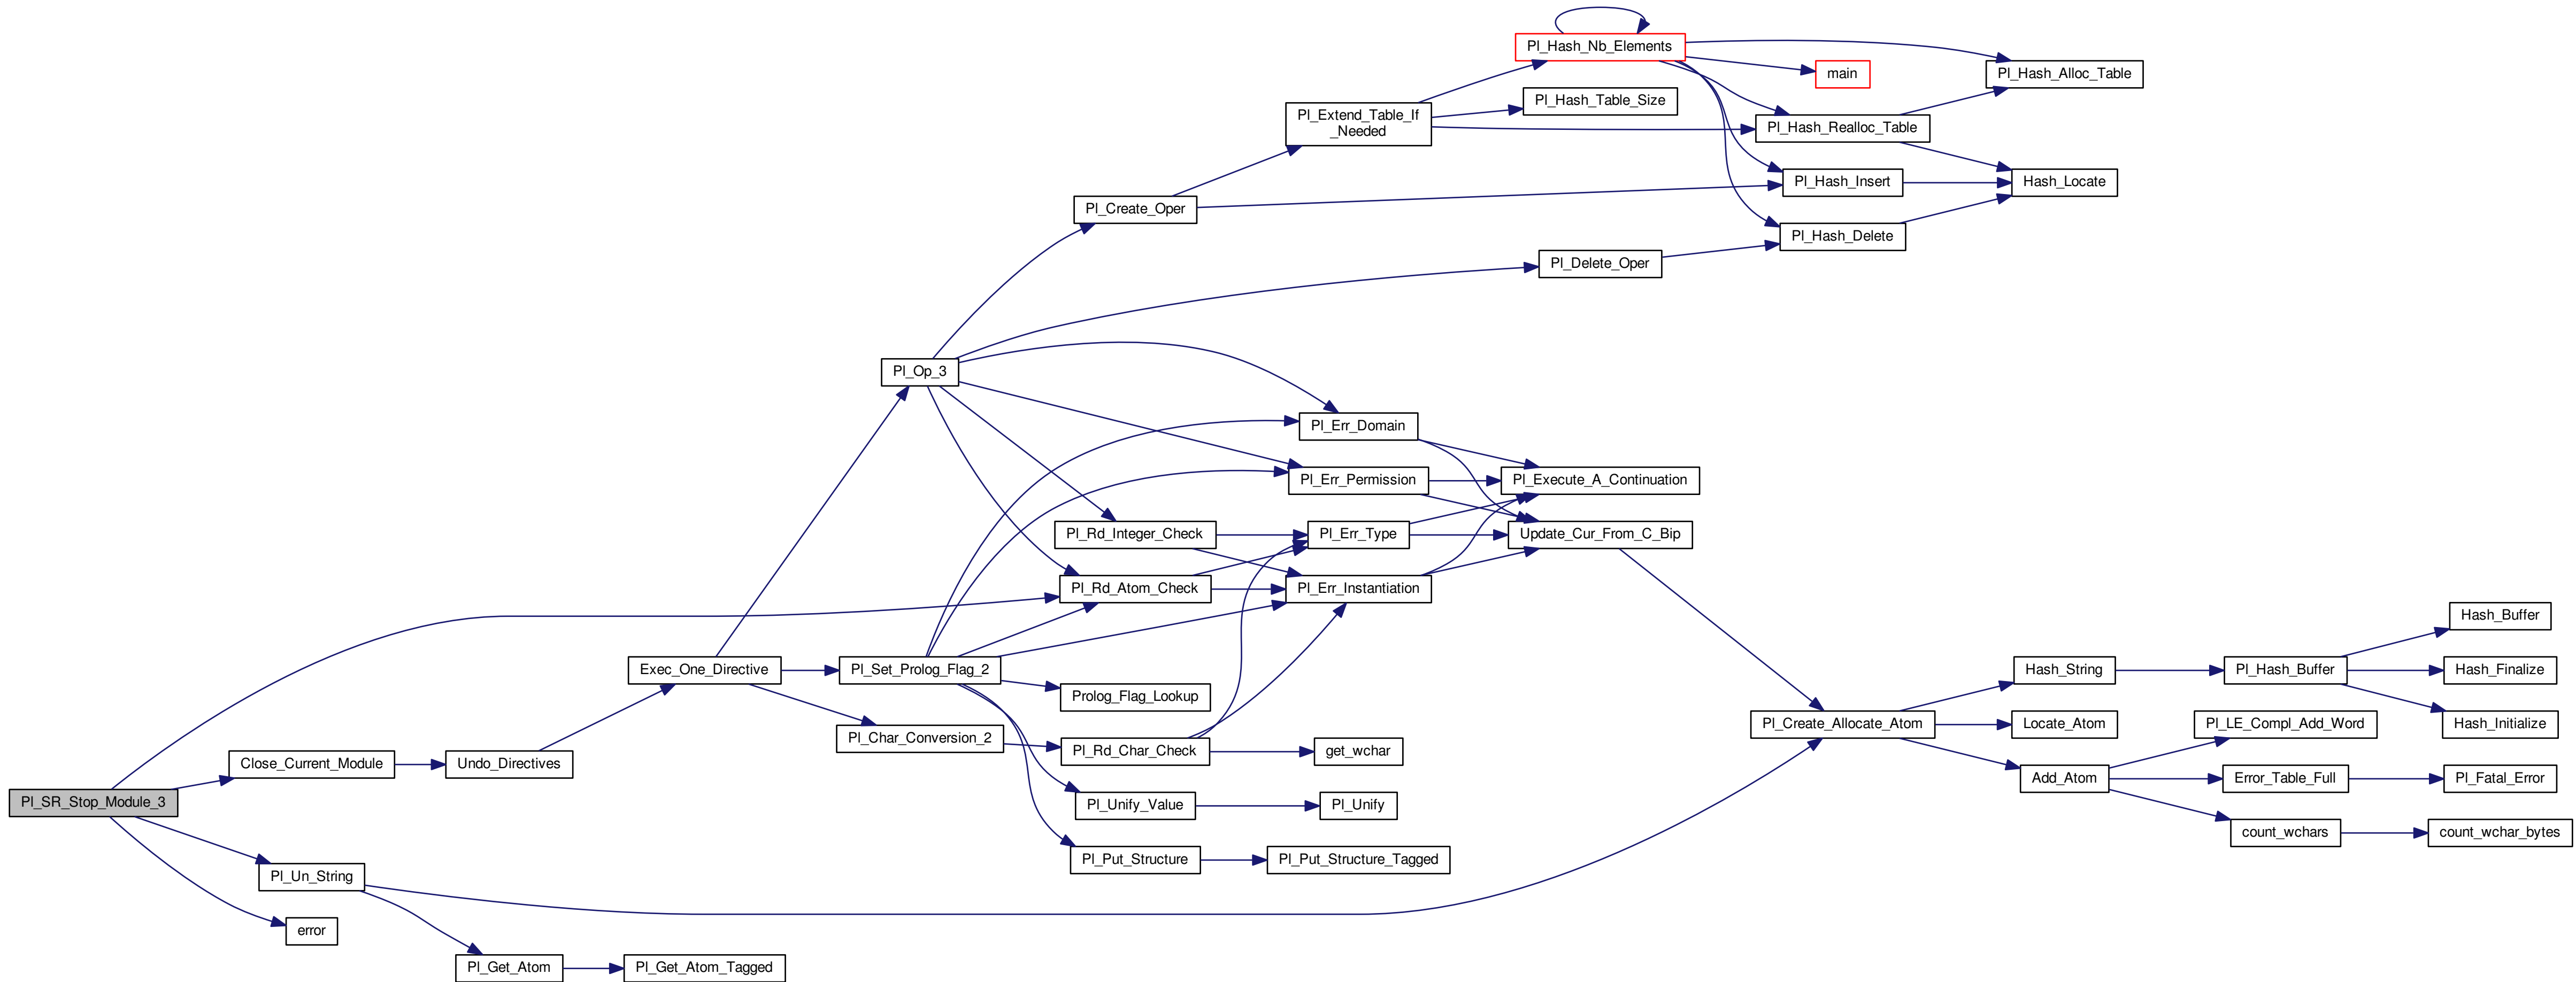 Pl_Hash_Nb_Elements
main
Pl_Hash_Alloc_Table
Pl_Extend_Table_If
_Needed
Pl_Hash_Table_Size
Pl_Hash_Realloc_Table
Pl_Create_Oper
Pl_Hash_Insert
Hash_Locate
Pl_Hash_Delete
Pl_Delete_Oper
Pl_Op_3
Pl_Err_Domain
Pl_Err_Permission
Pl_Execute_A_Continuation
Pl_Rd_Integer_Check
Pl_Err_Type
Update_Cur_From_C_Bip
Pl_Rd_Atom_Check
Pl_Err_Instantiation
Exec_One_Directive
Pl_Set_Prolog_Flag_2
Prolog_Flag_Lookup
Hash_Buffer
Hash_String
Pl_Hash_Buffer
Hash_Finalize
Pl_Char_Conversion_2
Pl_Rd_Char_Check
get_wchar
Pl_Create_Allocate_Atom
Locate_Atom
Pl_LE_Compl_Add_Word
Hash_Initialize
Close_Current_Module
Undo_Directives
Pl_SR_Stop_Module_3
Pl_Unify_Value
Pl_Unify
Add_Atom
Error_Table_Full
Pl_Fatal_Error
count_wchars
count_wchar_bytes
Pl_Put_Structure
Pl_Put_Structure_Tagged
Pl_Un_String
error
Pl_Get_Atom
Pl_Get_Atom_Tagged